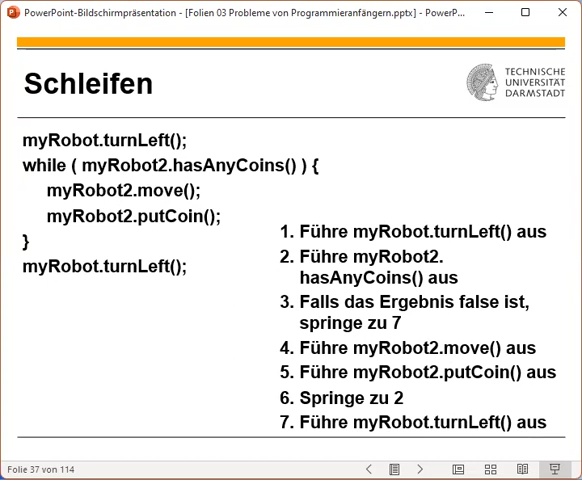 PowerPoint-Bildschirmpräsentation - [Folien 03 Probleme von Programmieranfängern.pptx] - PowerP...
Schleifen
TECHNISCHE
UNIVERSITÄT
DARMSTADT
myRobot.turnLeft();
while ( myRobot2.hasAnyCoins() ) {
myRobot2.move();
myRobot2.putCoin();
}
myRobot.turnLeft();
1. Führe myRobot.turnLeft() aus
2. Führe myRobot2.
hasAnyCoins() aus
3. Falls das Ergebnis false ist,
springe zu 7
4. Führe myRobot2.move() aus
5. Führe myRobot2.putCoin() aus
6. Springe zu 2
7. Führe myRobot.turnLeft() aus
Folie 37 von 114